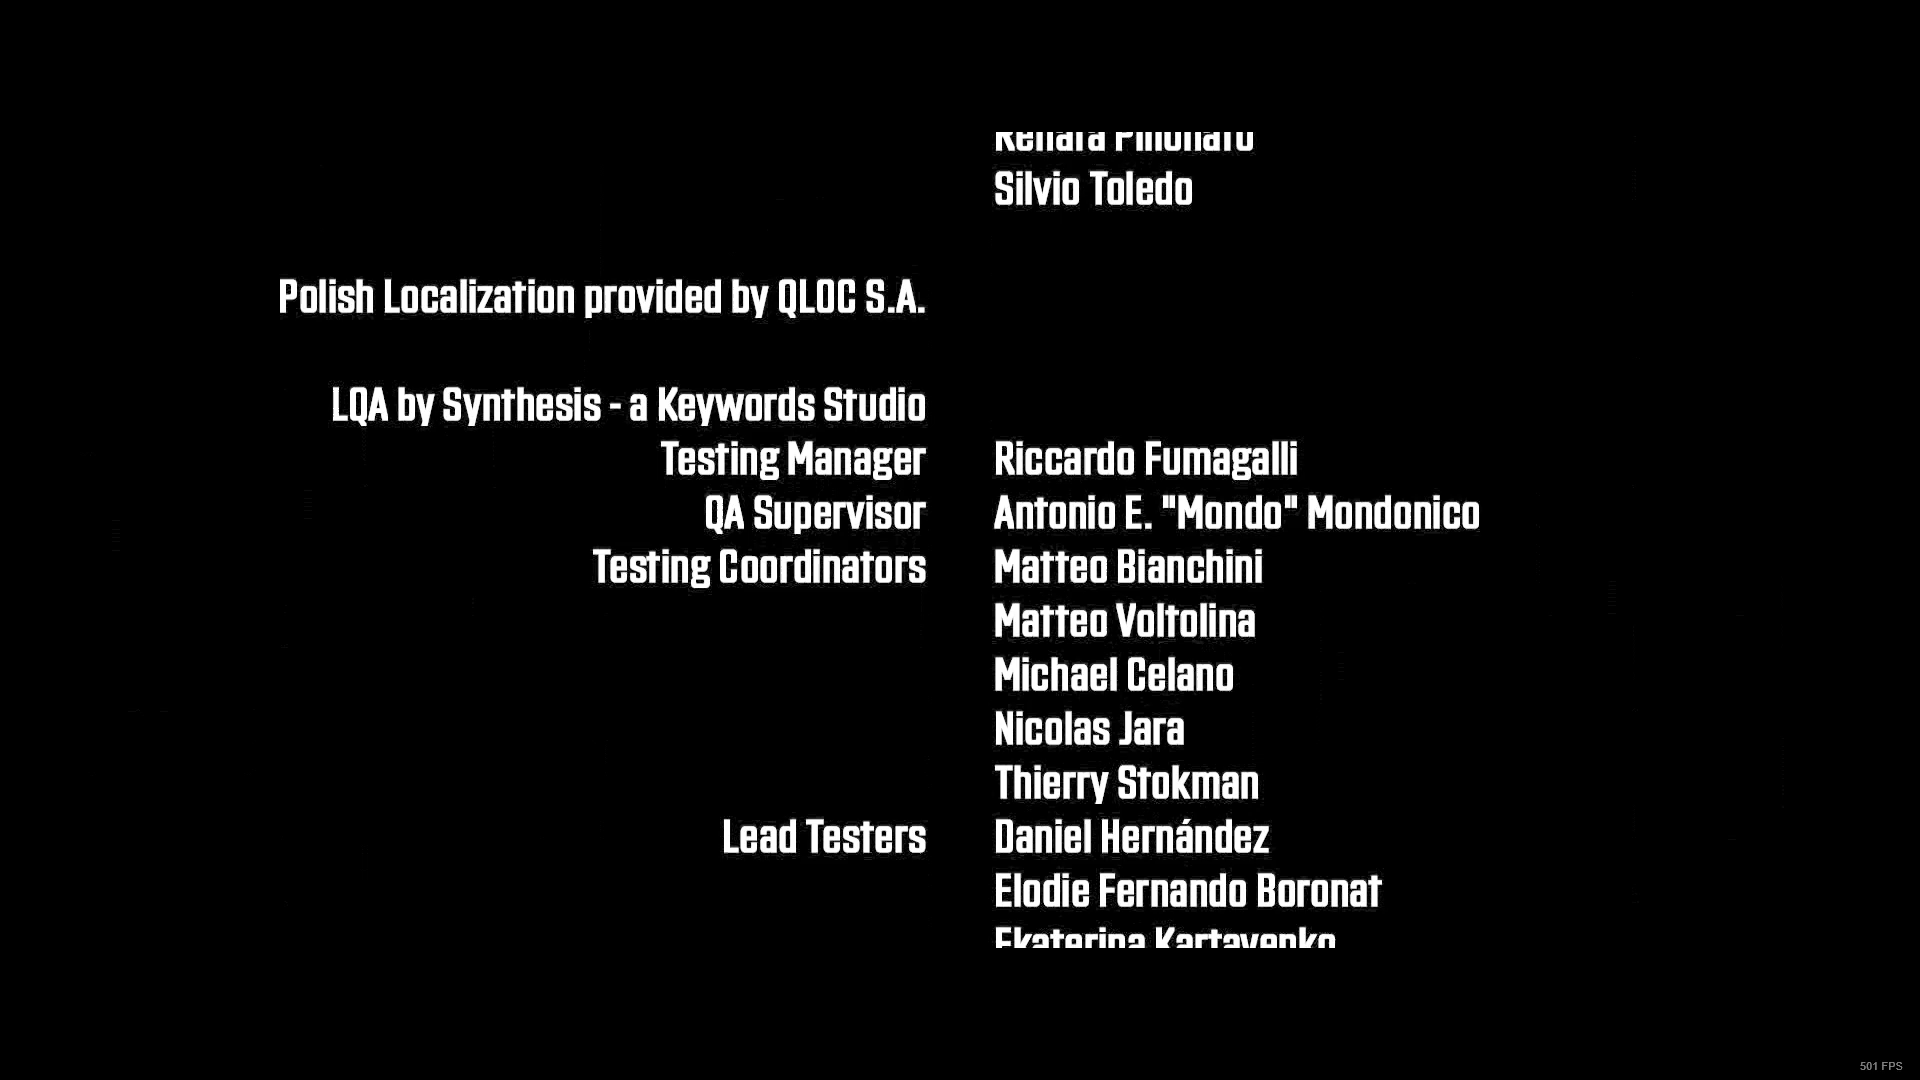 Silvio Toledo
Polish Localization provided by QLOC S.A.
LQA by Synthesis - a Keywords Studio
Testing Manager Riccardo Fumagalli
QA Supervisor Antonio E. "Mondo" Mondonico
Testing Coordinators Matteo Bianchini
Matteo Voltolina
Michael Celano
Nicolas Jara
Thierry Stokman
Lead Testers Daniel Hernández
Elodie Fernando Boronat
Ekaterina Kartavenko
501 FPS